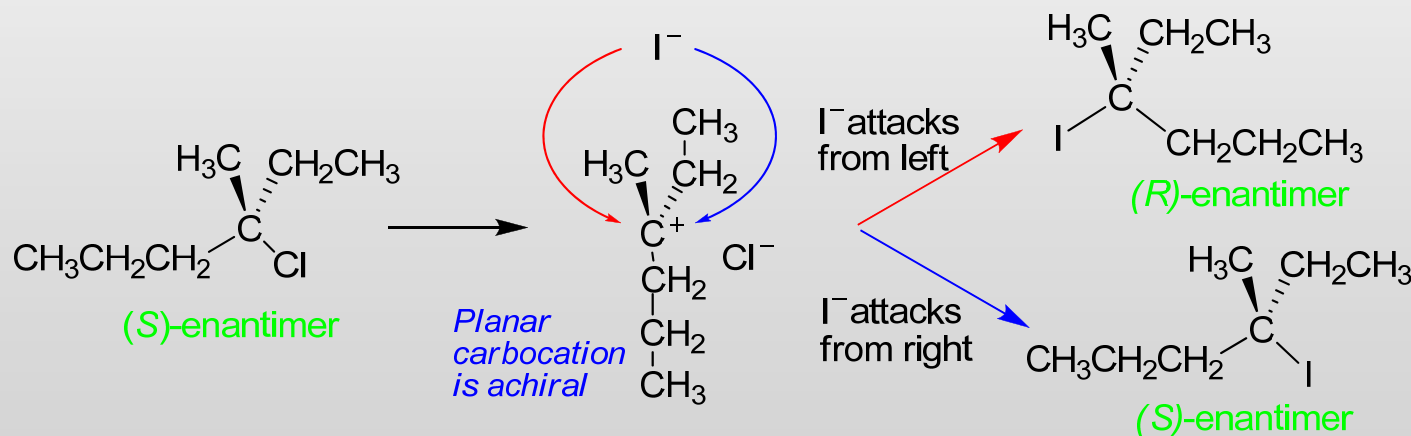 H₃C CH₂CH₃
C
CH₃CH₂CH₂ Cl
(S)-enantimer
I⁻
CH₃
H₃C CH₂
C⁺
Cl⁻
CH₂
CH₂
CH₃
Planar
carbocation
is achiral
I⁻ attacks
from left
I⁻ attacks
from right
H₃C CH₂CH₃
C
I CH₂CH₂CH₃
(R)-enantimer
H₃C CH₂CH₃
C
CH₃CH₂CH₂ I
(S)-enantimer